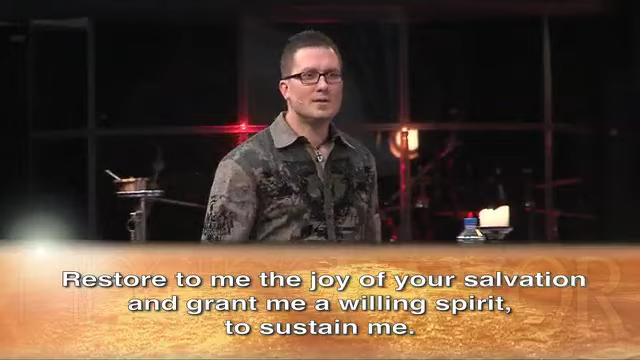 Restore to me the joy of your salvation
and grant me a willing spirit,
to sustain me.